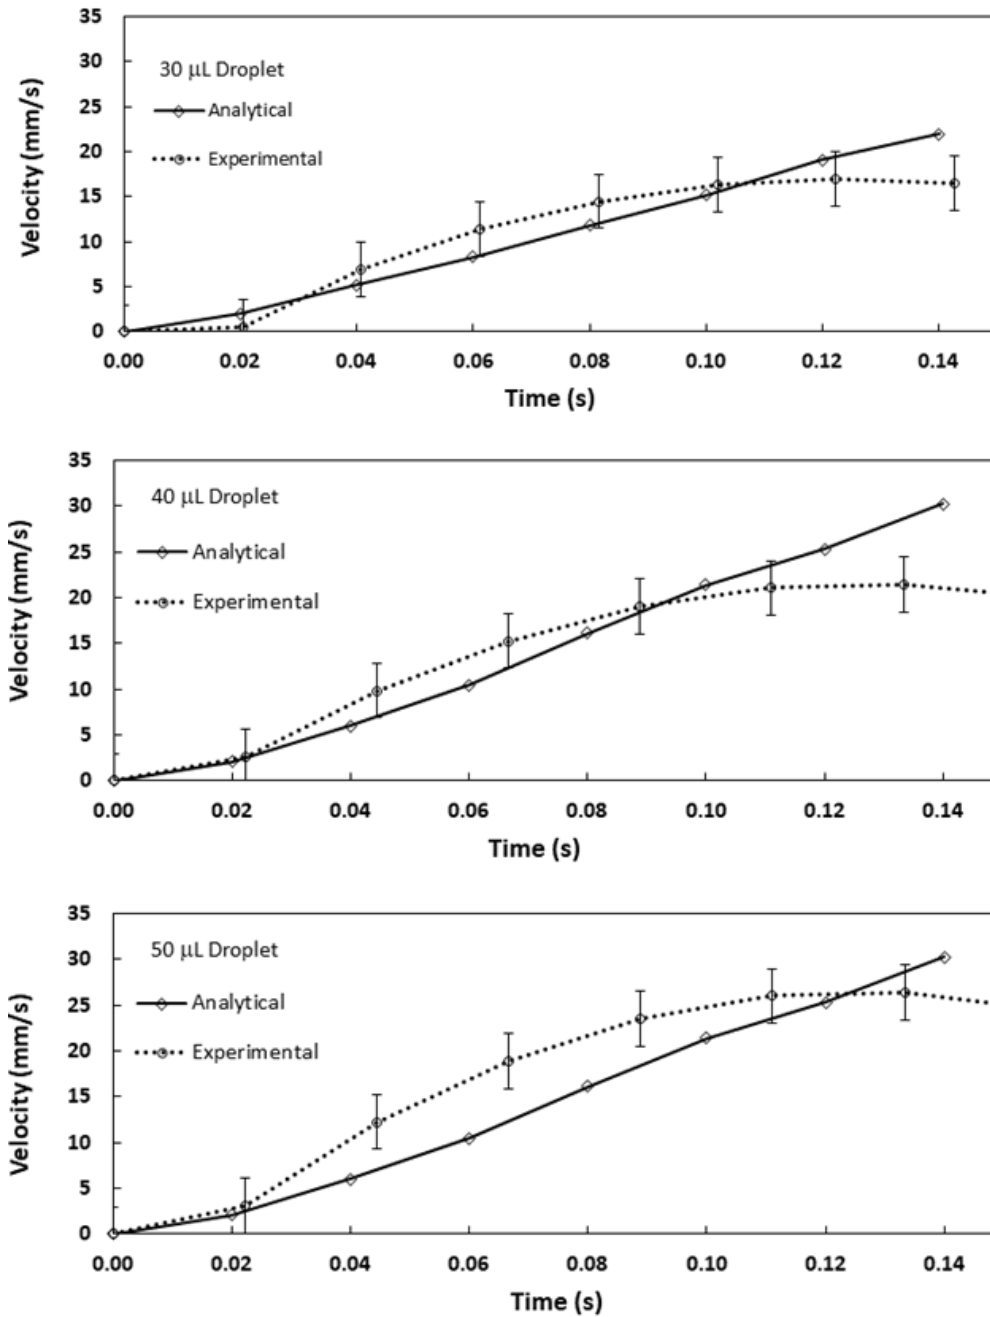 35
30
25
20
15
10
5
0
Velocity (mm/s)
30 μL Droplet
Analytical
Experimental
0.00 0.02 0.04 0.06 0.08 0.10 0.12 0.14
Time (s)
35
30
25
20
15
10
5
0
Velocity (mm/s)
40 μL Droplet
Analytical
Experimental
0.00 0.02 0.04 0.06 0.08 0.10 0.12 0.14
Time (s)
35
30
25
20
15
10
5
0
Velocity (mm/s)
50 μL Droplet
Analytical
Experimental
0.00 0.02 0.04 0.06 0.08 0.10 0.12 0.14
Time (s)